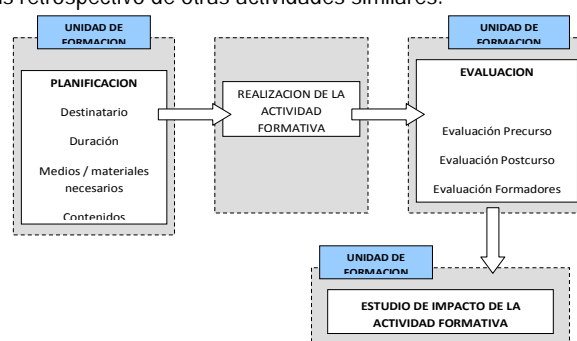 retrospectivo de otras actividades similares.
UNIDAD DE
FORMACION
PLANIFICACION
Destinatario
Duración
Medios / materiales
necesarios
Contenidos
REALIZACION DE LA
ACTIVIDAD
FORMATIVA
UNIDAD DE
FORMACION
EVALUACION
Evaluación Precurso
Evaluación Postcurso
Evaluación Formadores
UNIDAD DE
FORMACION
ESTUDIO DE IMPACTO DE LA
ACTIVIDAD FORMATIVA